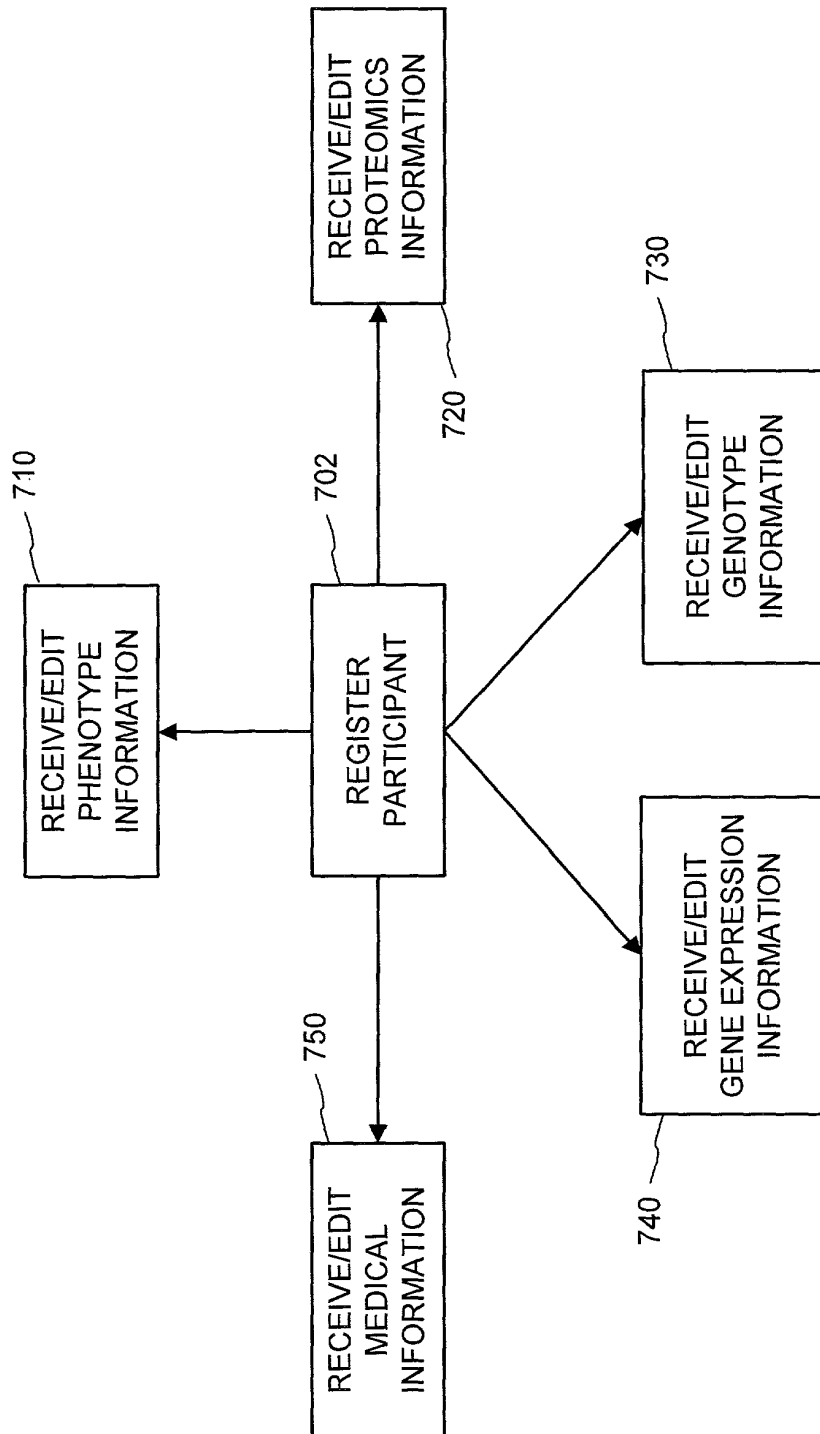 710
RECEIVE/EDIT
PHENOTYPE
INFORMATION
750
RECEIVE/EDIT
MEDICAL
INFORMATION
702
REGISTER
PARTICIPANT
RECEIVE/EDIT
PROTEOMICS
INFORMATION
720
740
RECEIVE/EDIT
GENE EXPRESSION
INFORMATION
730
RECEIVE/EDIT
GENOTYPE
INFORMATION